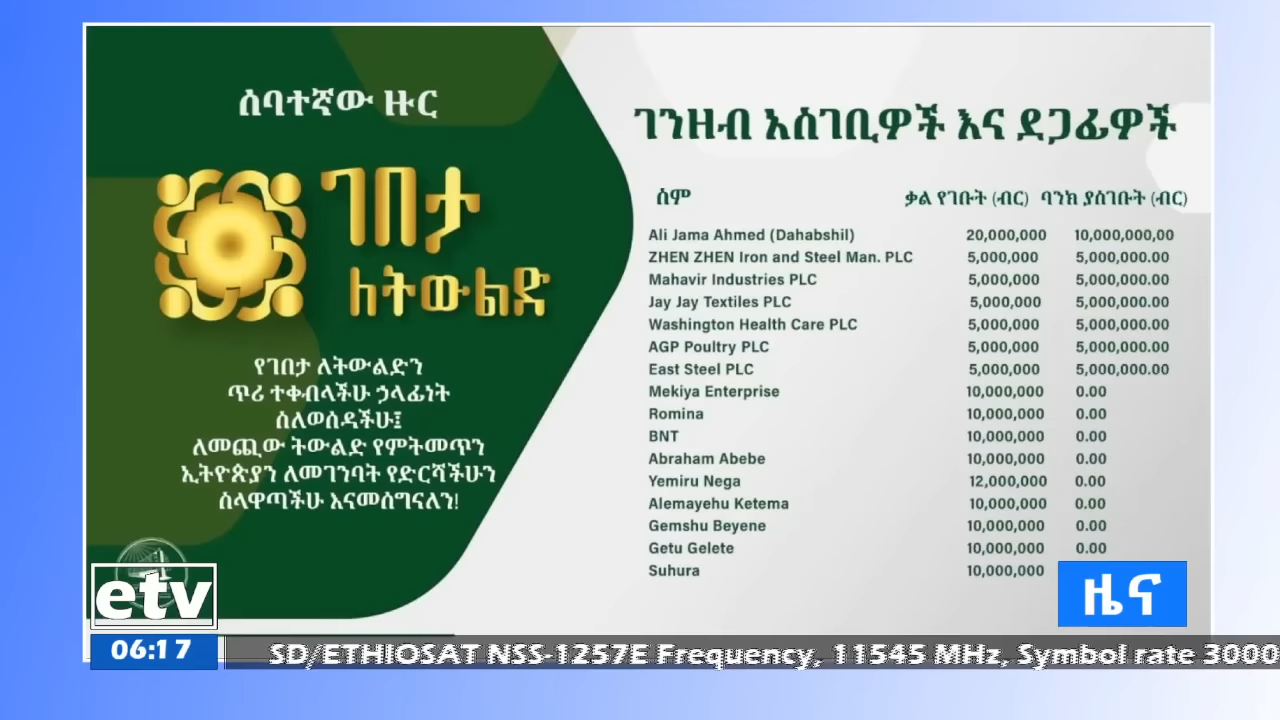 ሰባተኛው ዙር
ገበታ
ለትውልድ
የገበታ ለትውልድን
ጥሪ ተቀብላችሁ ኃላፊነት
ስለወሰዳችሁ፤
ለመጪው ትውልድ የምትመጥን
ኢትዮጵያን ለመገንባት የድርሻችሁን
ስላዋጣችሁ እናመሰግናለን!
ገንዘብ አስገቢዎች እና ደጋፊዎች
ስም ቃል የገቡት (ብር) ባንክ ያስገቡት (ብር)
Ali Jama Ahmed (Dahabshil) 20,000,000 10,000,000,00
ZHEN ZHEN Iron and Steel Man. PLC 5,000,000 5,000,000.00
Mahavir Industries PLC 5,000,000 5,000,000.00
Jay Jay Textiles PLC 5,000,000 5,000,000.00
Washington Health Care PLC 5,000,000 5,000,000.00
AGP Poultry PLC 5,000,000 5,000,000.00
East Steel PLC 5,000,000 5,000,000.00
Mekiya Enterprise 10,000,000 0.00
Romina 10,000,000 0.00
BNT 10,000,000 0.00
Abraham Abebe 10,000,000 0.00
Yemiru Nega 12,000,000 0.00
Alemayehu Ketema 10,000,000 0.00
Gemshu Beyene 10,000,000 0.00
Getu Gelete 10,000,000 0.00
Suhura 10,000,000
ዜና
etv
06:17
SD/ETHIOSAT NSS-1257E Frequency, 11545 MHz, Symbol rate 3000